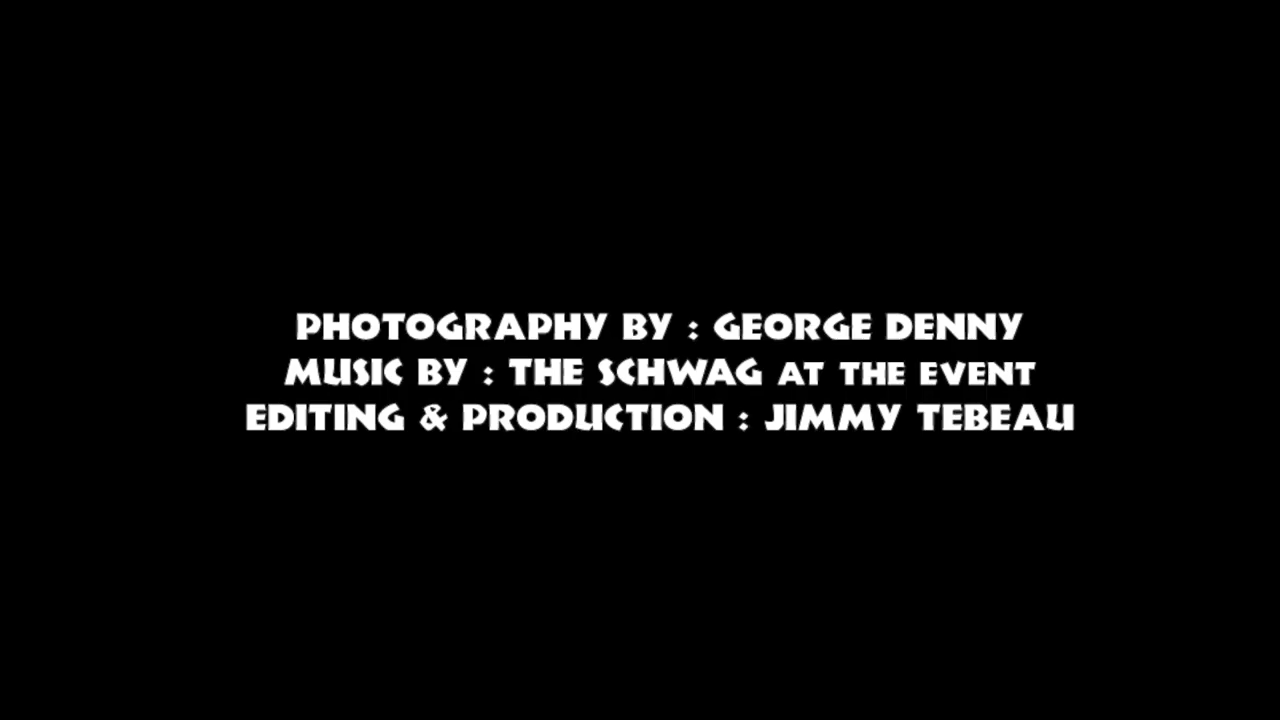 PHOTOGRAPHY BY : GEORGE DENNY
MUSIC BY : THE SCHWAG AT THE EVENT
EDITING & PRODUCTION : JIMMY TEBEAU